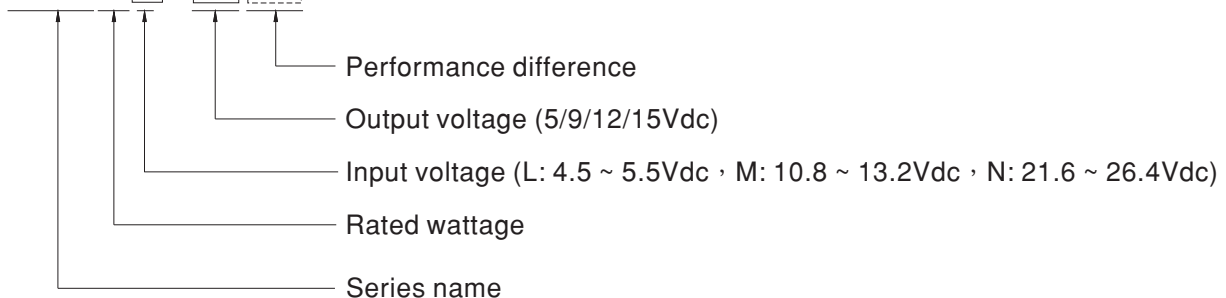 Performance difference
Output voltage (5/9/12/15Vdc)
Input voltage (L: 4.5 ~ 5.5Vdc，M: 10.8 ~ 13.2Vdc，N: 21.6 ~ 26.4Vdc)
Rated wattage
Series name